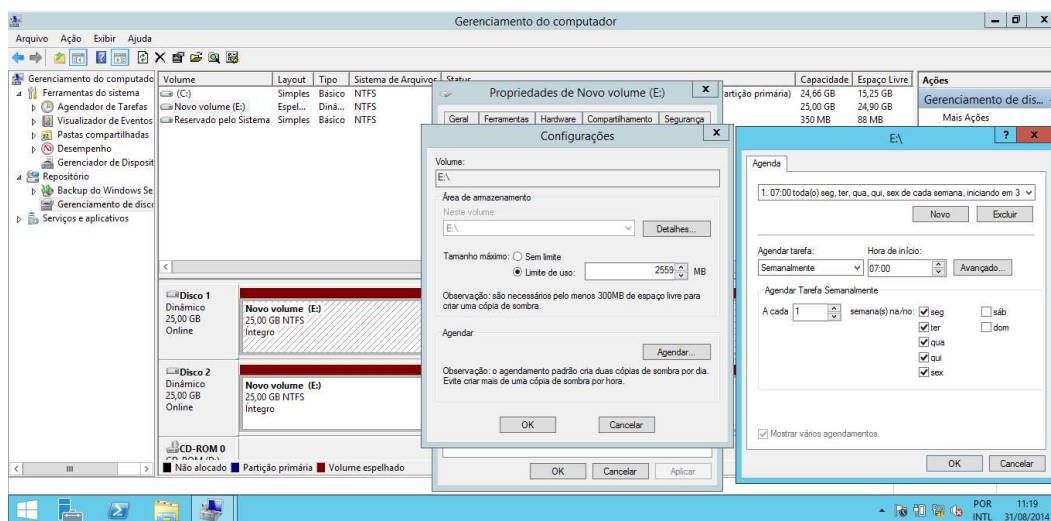 Gerenciamento do computador
Arquivo Ação Exibir Ajuda
Gerenciamento do computado
Ferramentas do sistema
Agendador de Tarefas
Visualizador de Eventos
Pastas compartilhadas
Desempenho
Gerenciador de Disposit
Repositório
Backup do Windows Se
Gerenciamento de disco
Serviços e aplicativos
Volume Layout Tipo Sistema de Arquivos Status Capacidade Espaço Livre
(C:) Simples Básico NTFS artição primária) 24,66 GB 15,25 GB
Novo volume (E:) Espel... Dinâ... NTFS 25,00 GB 24,90 GB
Reservado pelo Sistema Simples Básico NTFS 350 MB 88 MB
Ações
Gerenciamento de dis...
Mais Ações
Disco 1
Dinâmico
25,00 GB
Online
Novo volume (E:)
25,00 GB NTFS
Íntegro
Disco 2
Dinâmico
25,00 GB
Online
Novo volume (E:)
25,00 GB NTFS
Íntegro
CD-ROM 0
CD-ROM (D:)
Não alocado Partição primária Volume espelhado
Propriedades de Novo volume (E:) x
Geral Ferramentas Hardware Compartilhamento Segurança
OK Cancelar Aplicar
Configurações x
Volume:
E:\
Área de armazenamento
Neste volume:
E:\ Detalhes...
Tamanho máximo: Sem limite
Limite de uso: 2559 MB
Observação: são necessários pelo menos 300MB de espaço livre para
criar uma cópia de sombra.
Agendar
Agendar...
Observação: o agendamento padrão cria duas cópias de sombra por dia.
Evite criar mais de uma cópia de sombra por hora.
OK Cancelar
E:\ ? x
Agenda
1. 07:00 toda(o) seg, ter, qua, qui, sex de cada semana, iniciando em 3
Novo Excluir
Agendar tarefa: Hora de início:
Semanalmente 07:00 Avançado...
Agendar Tarefa Semanalmente
A cada 1 semana(s) na/no: seg sáb
ter dom
qua
qui
sex
Mostrar vários agendamentos.
OK Cancelar
POR 11:19
INTL 31/08/2014